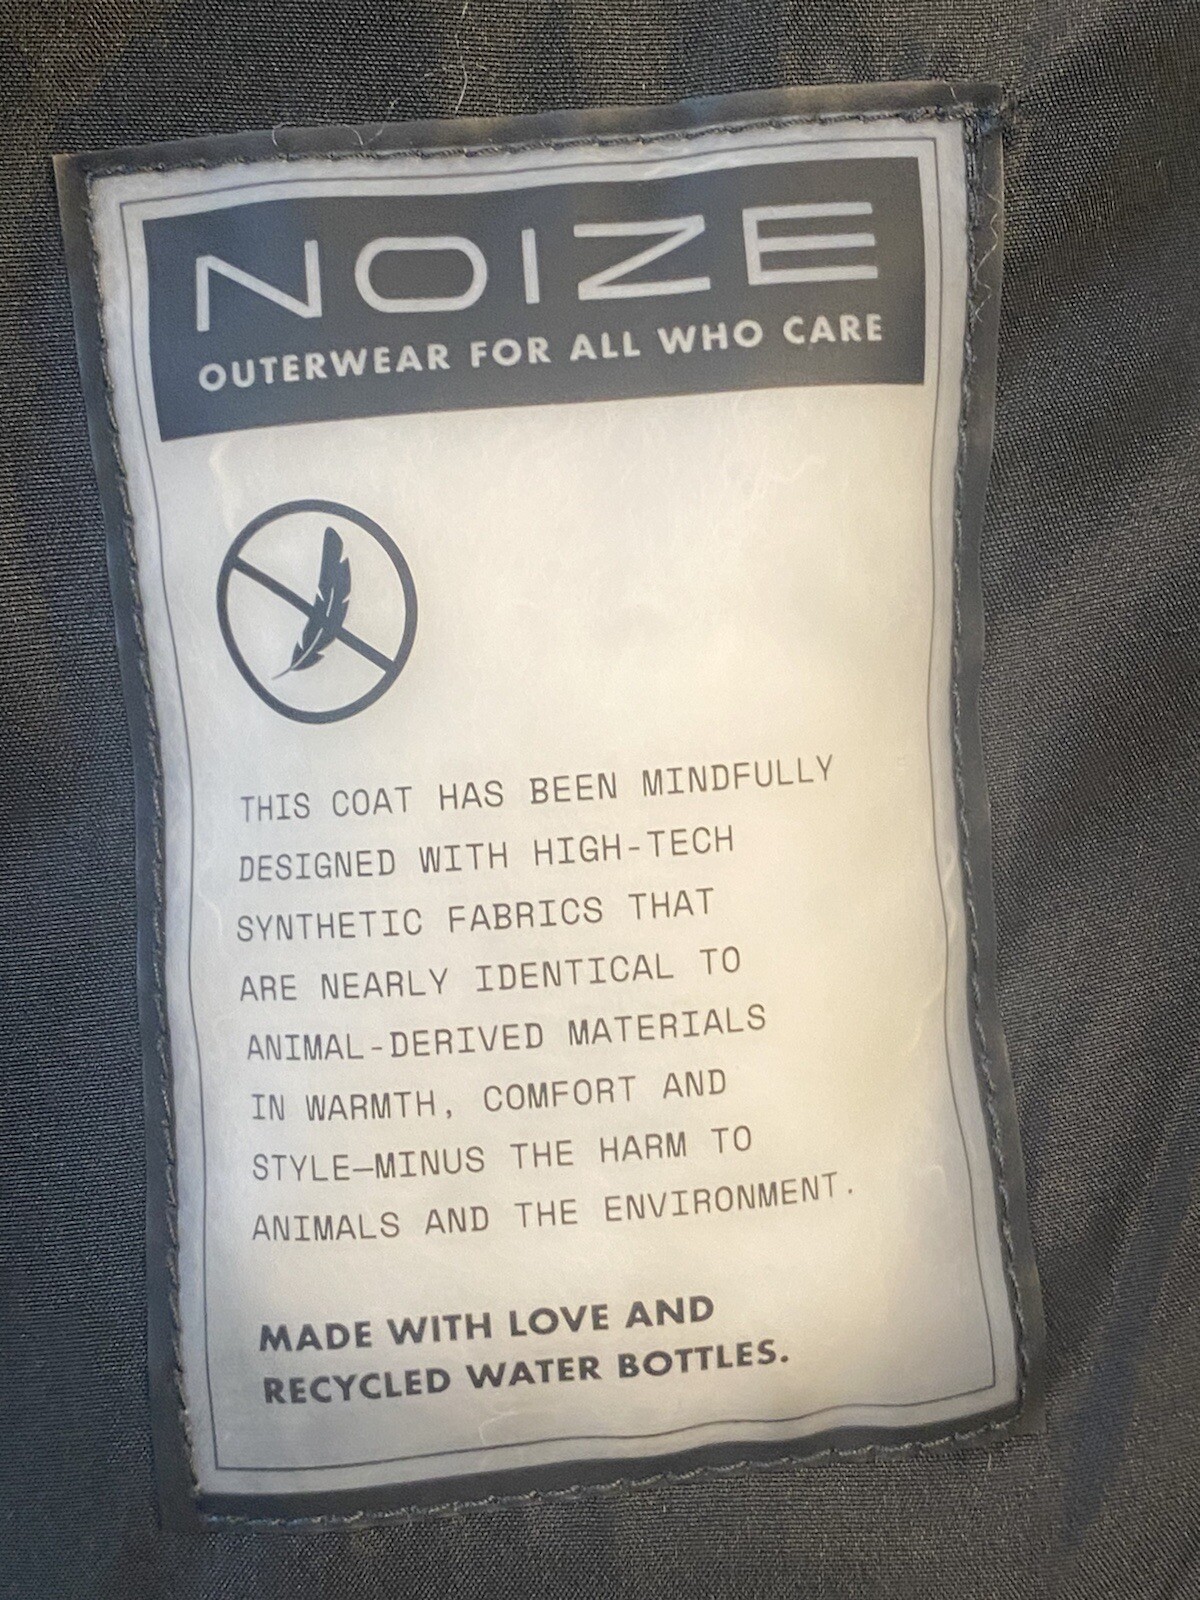 NOIZE
OUTERWEAR FOR ALL WHO CARE
THIS COAT HAS BEEN MINDFULLY
DESIGNED WITH HIGH-TECH
SYNTHETIC FABRICS THAT
ARE NEARLY IDENTICAL TO
ANIMAL-DERIVED MATERIALS
IN WARMTH, COMFORT AND
STYLE—MINUS THE HARM TO
ANIMALS AND THE ENVIRONMENT.
MADE WITH LOVE AND
RECYCLED WATER BOTTLES.